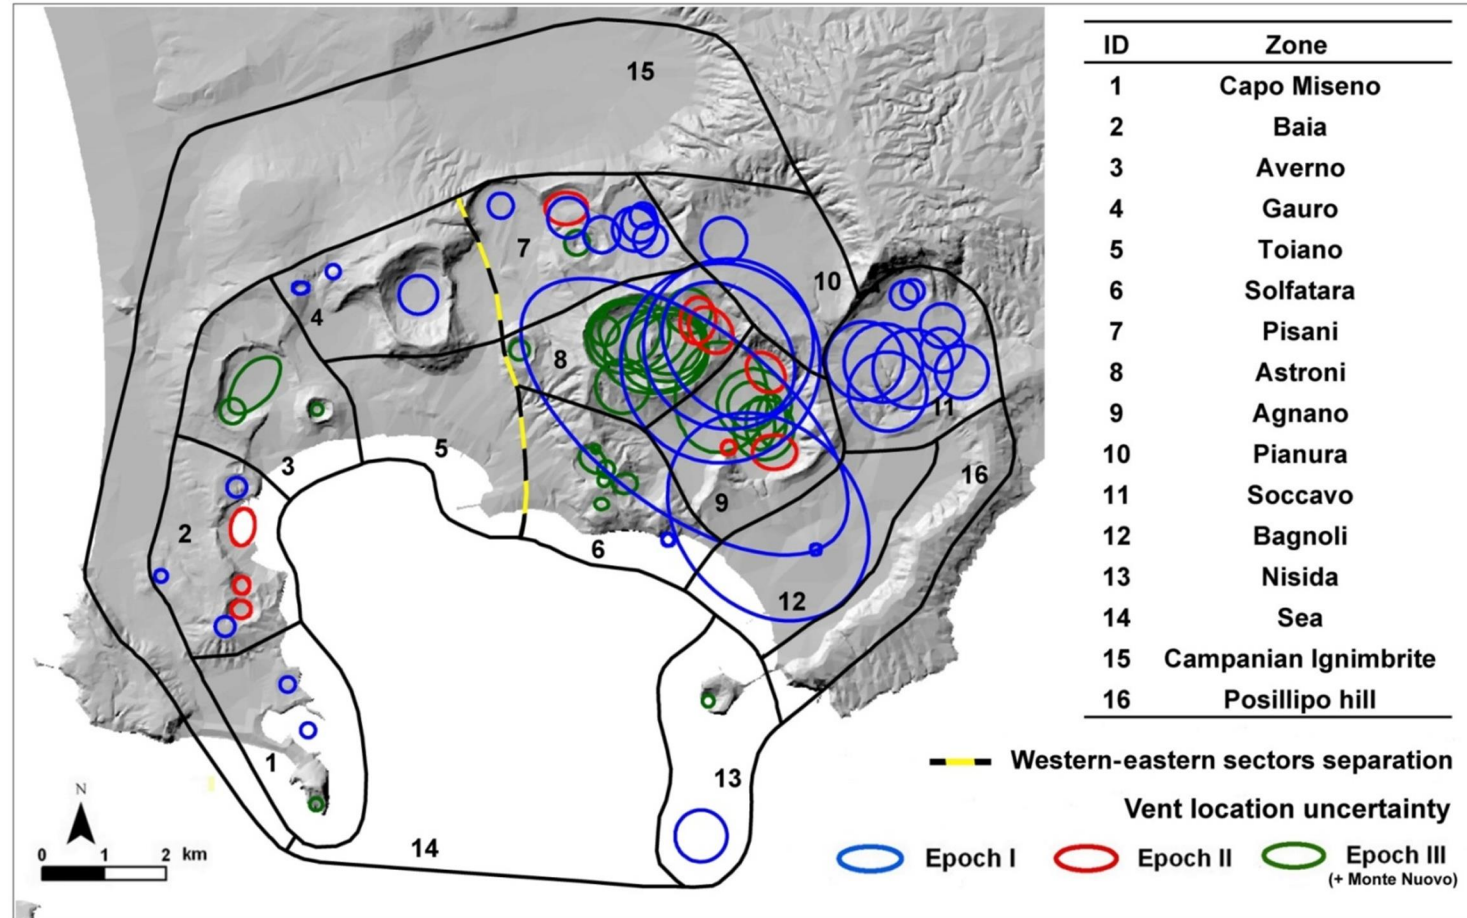 15
7
10
4
8
11
5
3
16
9
2
6
12
1
13
14
N
0 1 2 km
ID Zone
1 Capo Miseno
2 Baia
3 Averno
4 Gauro
5 Toiano
6 Solfatara
7 Pisani
8 Astroni
9 Agnano
10 Pianura
11 Soccavo
12 Bagnoli
13 Nisida
14 Sea
15 Campanian Ignimbrite
16 Posillipo hill
Western-eastern sectors separation
Vent location uncertainty
Epoch I Epoch II Epoch III
(+ Monte Nuovo)